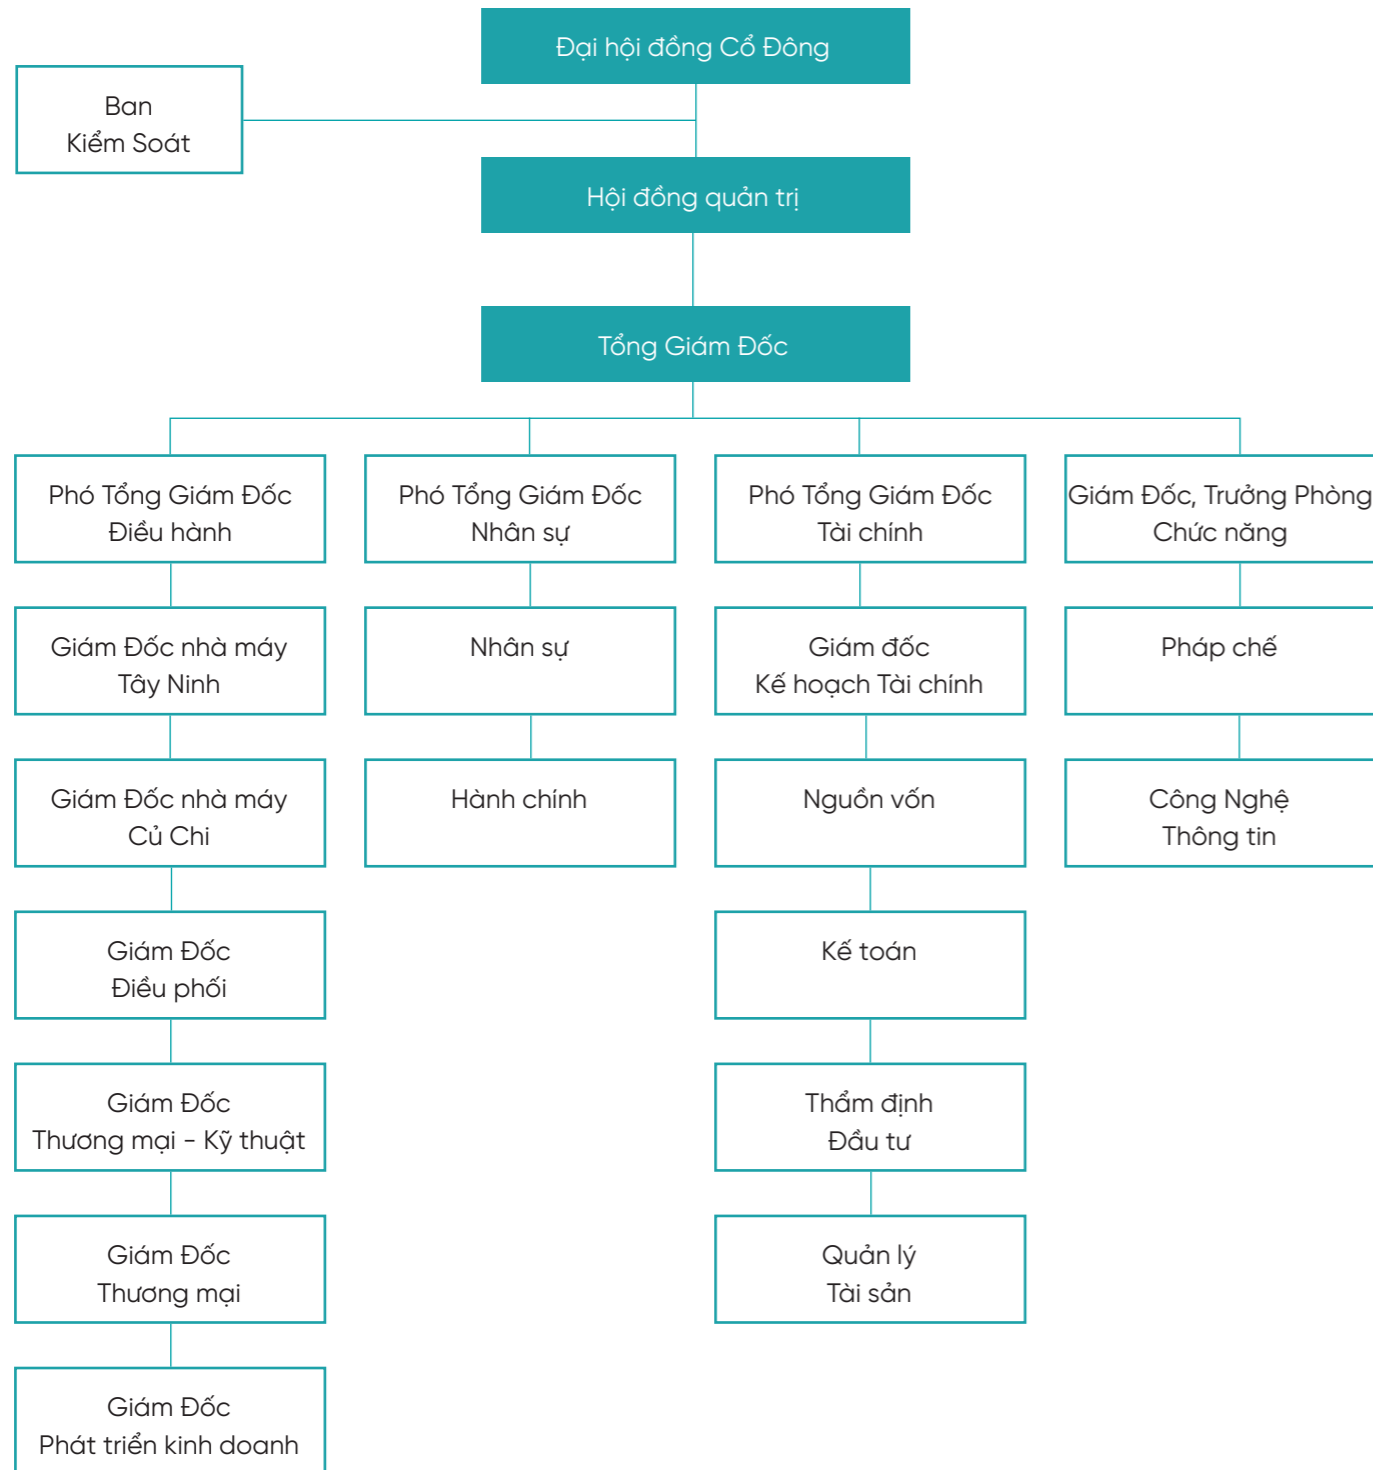 Đại hội đồng Cổ Đông
Ban
Kiểm Soát
Hội đồng quản trị
Tổng Giám Đốc
Phó Tổng Giám Đốc
Điều hành
Phó Tổng Giám Đốc
Nhân sự
Phó Tổng Giám Đốc
Tài chính
Giám Đốc, Trưởng Phòng
Chức năng
Giám Đốc nhà máy
Tây Ninh
Nhân sự
Giám đốc
Kế hoạch Tài chính
Pháp chế
Giám Đốc nhà máy
Củ Chi
Hành chính
Nguồn vốn
Công Nghệ
Thông tin
Giám Đốc
Điều phối
Kế toán
Giám Đốc
Thương mại - Kỹ thuật
Thẩm định
Đầu tư
Giám Đốc
Thương mại
Quản lý
Tài sản
Giám Đốc
Phát triển kinh doanh